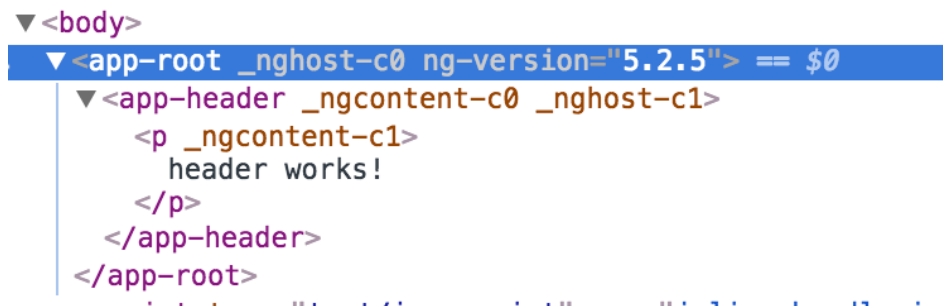 ▼<body>
▼<app-root _nghost-c0 ng-version="5.2.5"> == $0
▼<app-header _ngcontent-c0 _nghost-c1>
<p _ngcontent-c1>
header works!
</p>
</app-header>
</app-root>